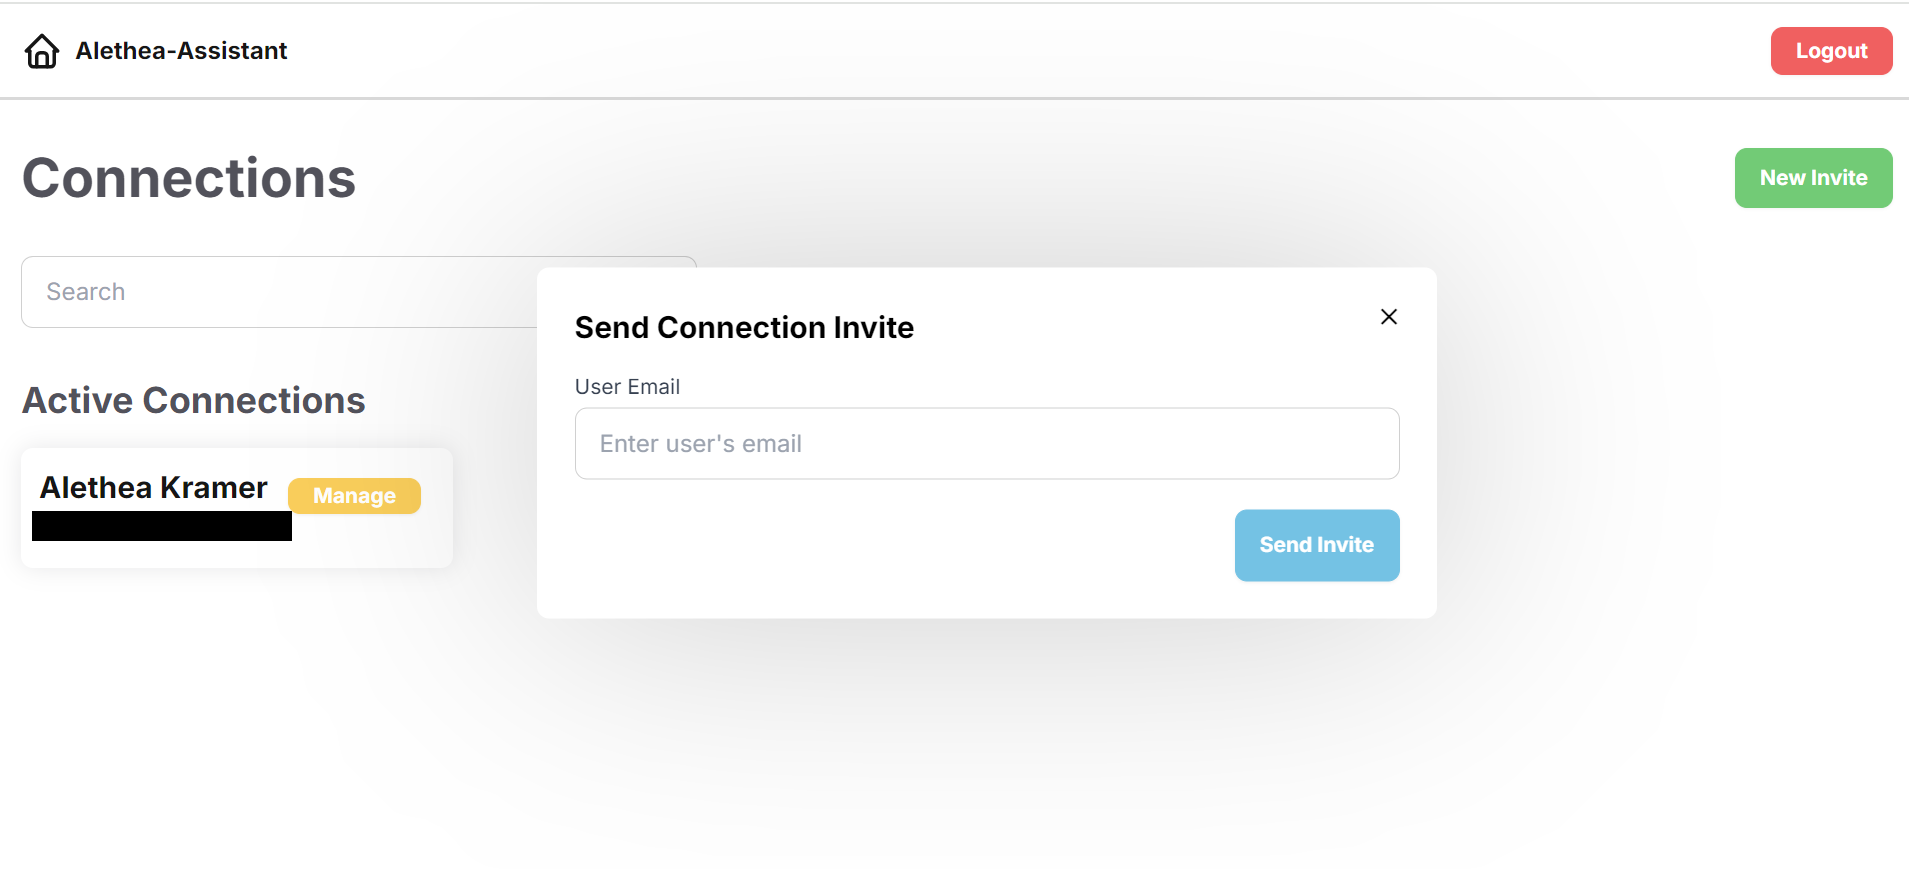 Alethea-Assistant
Logout
Connections
New Invite
Search
Send Connection Invite
User Email
Enter user's email
Send Invite
Active Connections
Alethea Kramer
Manage